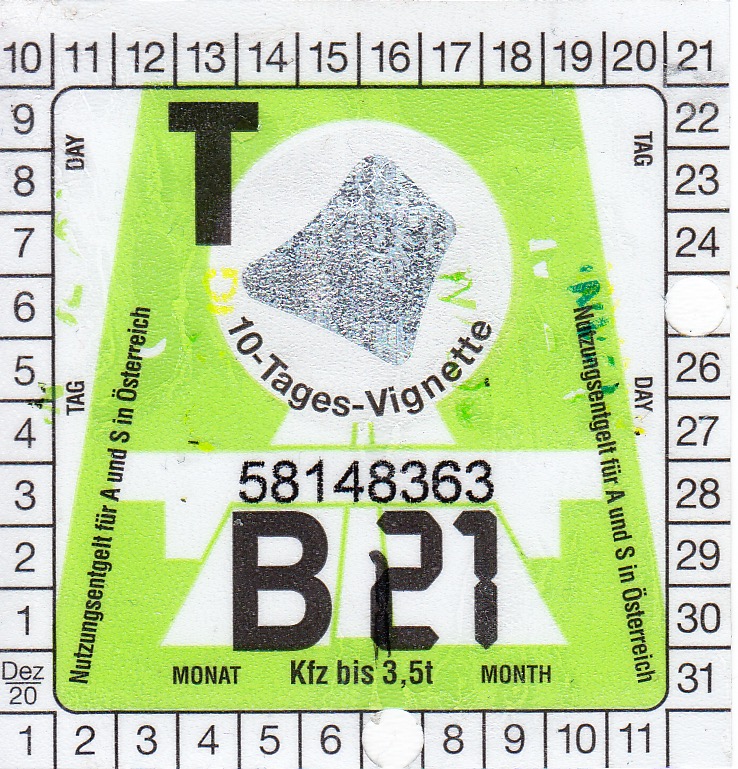 10 11 12 13 14 15 16 17 18 19 20 21
9 22
8 23
7 24
6
5 26
4 27
3 28
2 29
1 30
Dez
20
31
1 2 3 4 5 6 8 9 10 11
DAY
TAG
T
10-Tages-Vignette
TAG
DAY
Nutzungsentgelt für A und S in Österreich
Nutzungsentgelt für A und S in Österreich
58148363
B 21
MONAT Kfz bis 3,5t MONTH